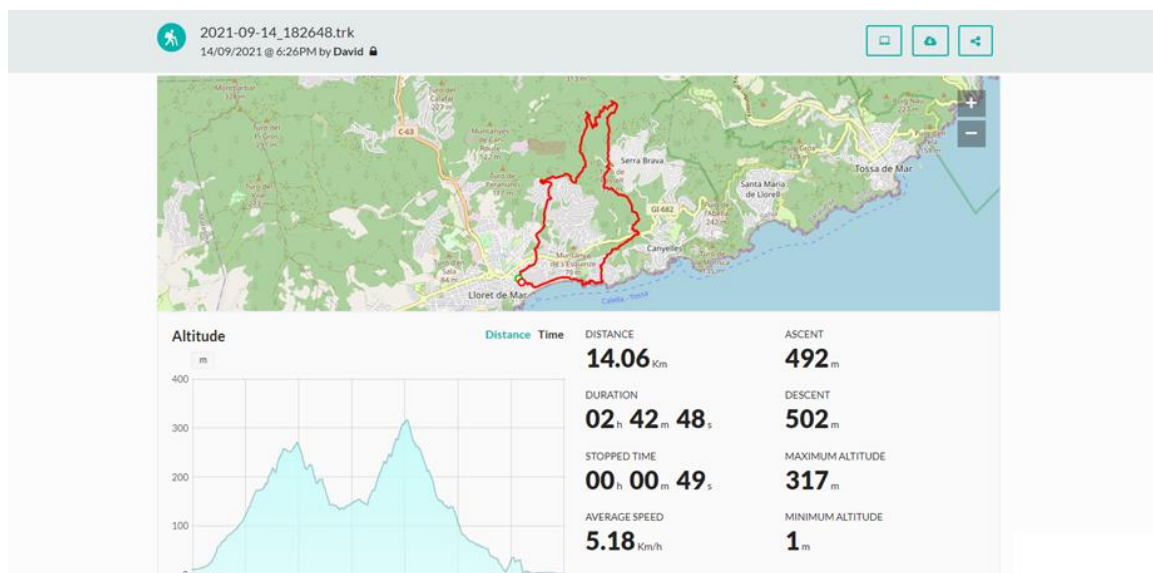 2021-09-14_182648.trk
14/09/2021 @ 6:26PM by David
C-63
Serra Brava
Tossa de Mar
Santa Maria
de Llorell
GI-682
Canyelles
Lloret de Mar
Calella - Tossa
+
−
Altitude
Distance Time
m
400
300
200
100
DISTANCE
14.06 Km
ASCENT
492 m
DURATION
02 h 42 m 48 s
DESCENT
502 m
STOPPED TIME
00 h 00 m 49 s
MAXIMUM ALTITUDE
317 m
AVERAGE SPEED
5.18 Km/h
MINIMUM ALTITUDE
1 m